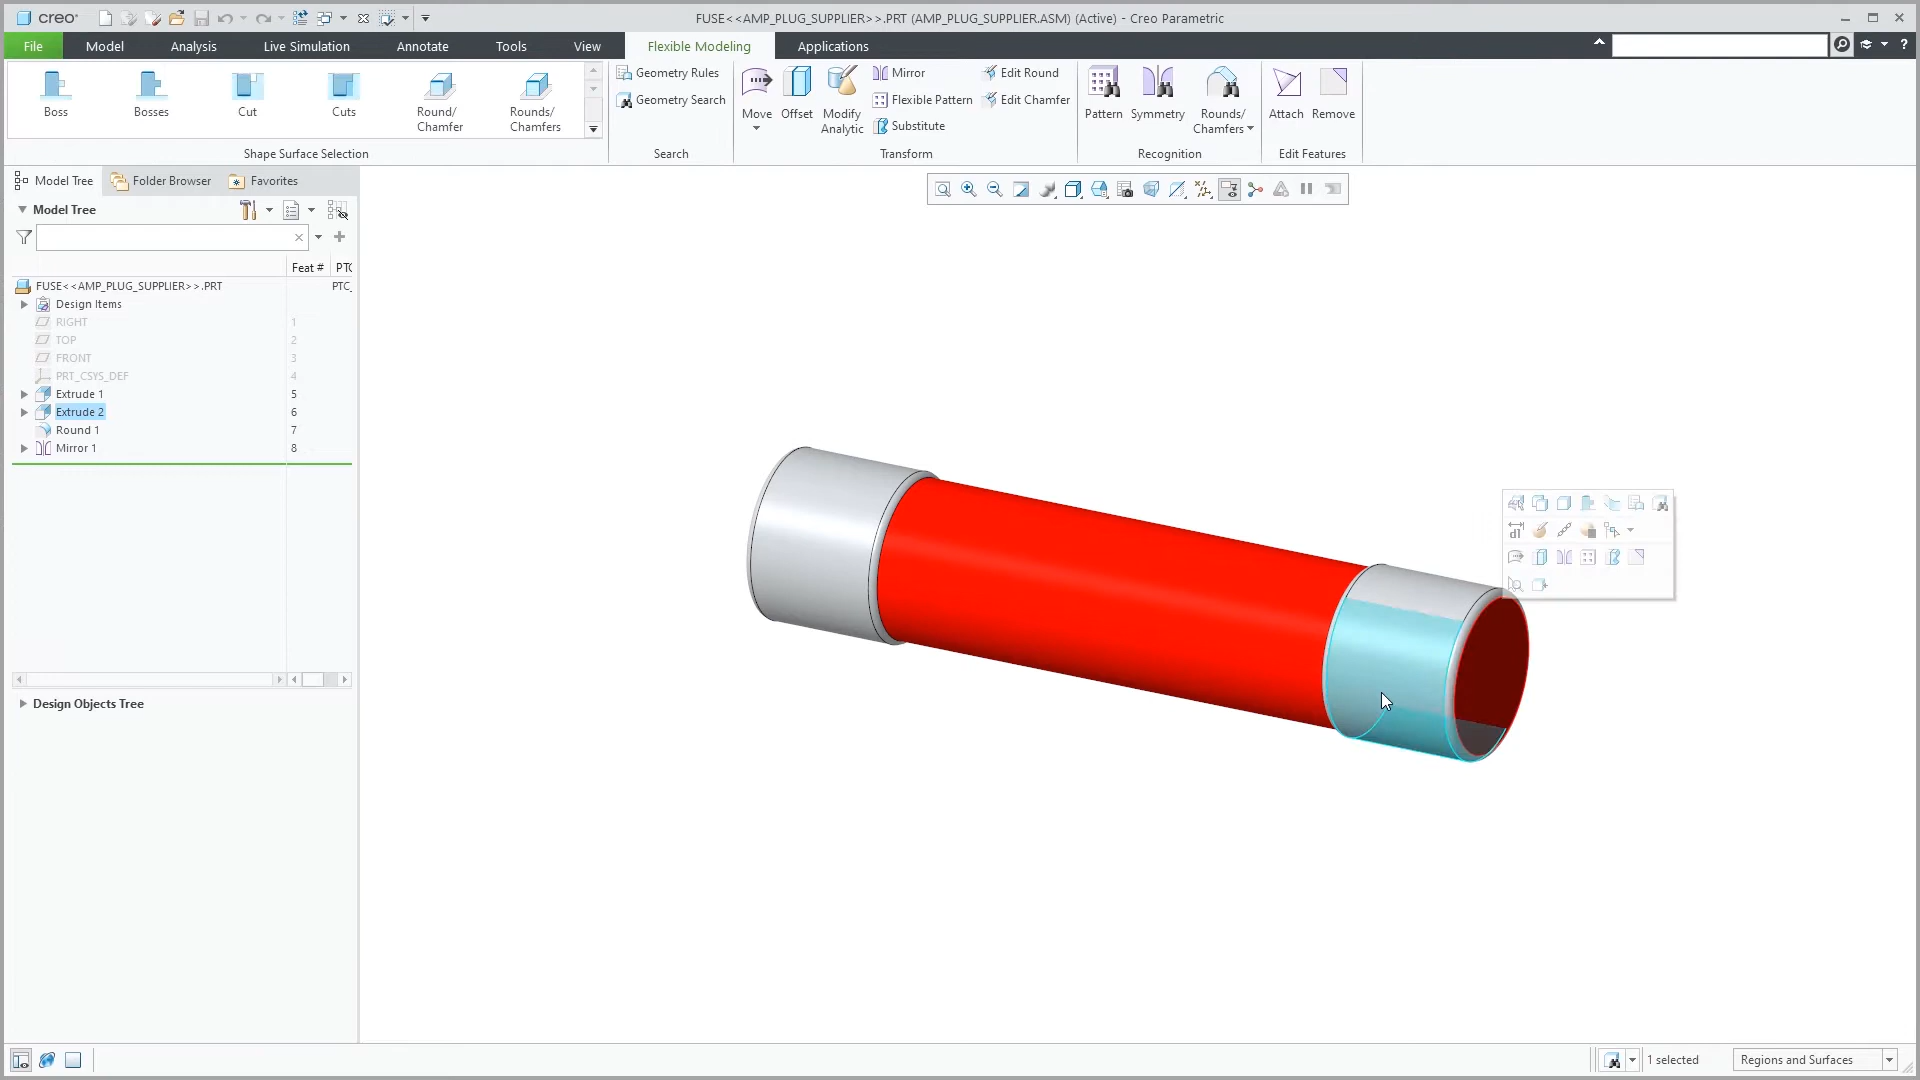 creo
FUSE<<AMP_PLUG_SUPPLIER>>.PRT (AMP_PLUG_SUPPLIER.ASM) (Active) - Creo Parametric
File Model Analysis Live Simulation Annotate Tools View Flexible Modeling Applications
Boss
Bosses
Cut
Cuts
Round/
Chamfer
Rounds/
Chamfers
Shape Surface Selection
Geometry Rules
Geometry Search
Search
Move
Offset
Modify
Analytic
Mirror
Flexible Pattern
Substitute
Edit Round
Edit Chamfer
Transform
Pattern
Symmetry
Rounds/
Chamfers
Recognition
Attach
Remove
Edit Features
Model Tree Folder Browser Favorites
Model Tree
Feat # PTC
FUSE<<AMP_PLUG_SUPPLIER>>.PRT PTC_
Design Items
RIGHT 1
TOP 2
FRONT 3
PRT_CSYS_DEF 4
Extrude 1 5
Extrude 2 6
Round 1 7
Mirror 1 8
Design Objects Tree
1 selected
Regions and Surfaces